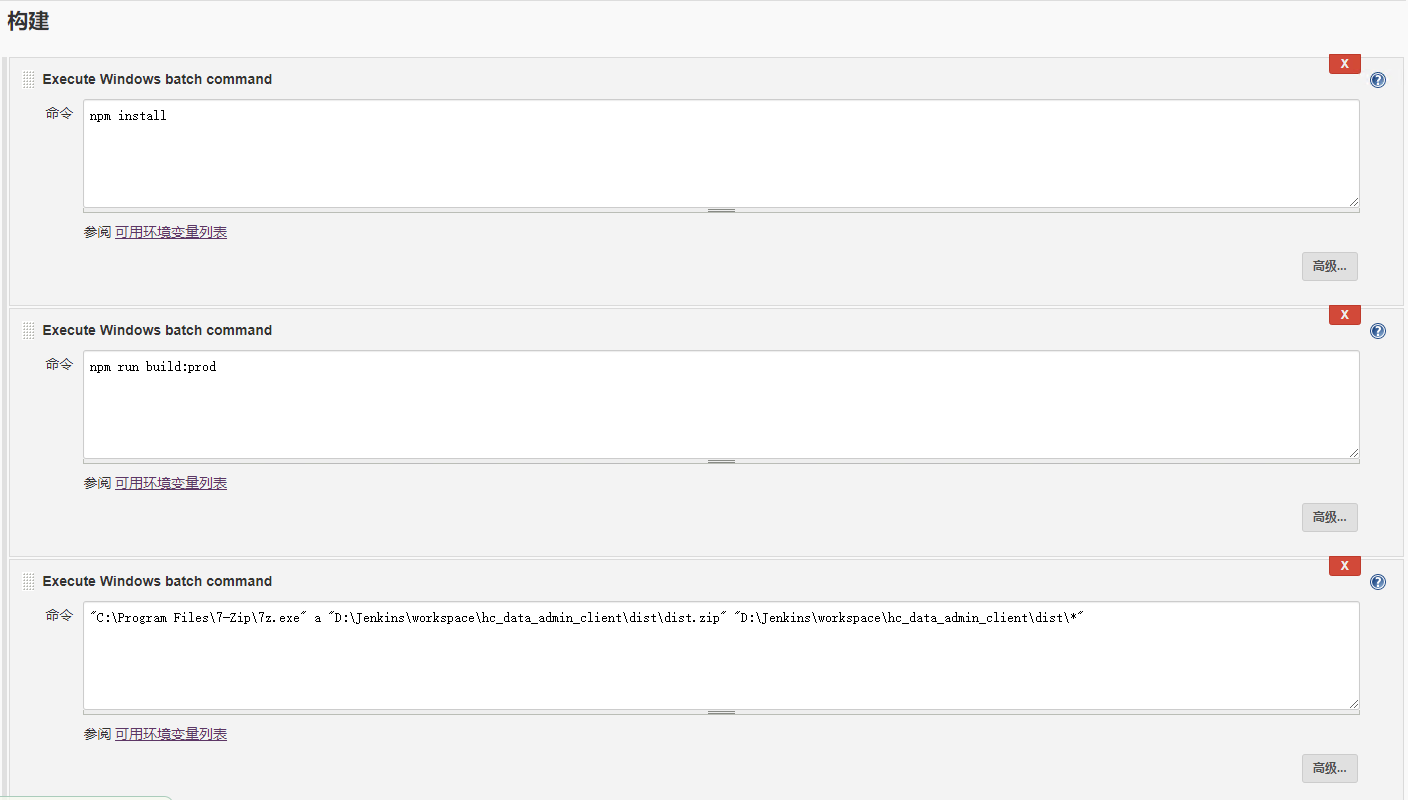 构建
X
Execute Windows batch command
命令
npm install
参阅 可用环境变量列表
高级...
X
Execute Windows batch command
命令
npm run build:prod
参阅 可用环境变量列表
高级...
X
Execute Windows batch command
命令
"C:\Program Files\7-Zip\7z.exe" a "D:\Jenkins\workspace\hc_data_admin_client\dist\dist.zip" "D:\Jenkins\workspace\hc_data_admin_client\dist\*"
参阅 可用环境变量列表
高级...